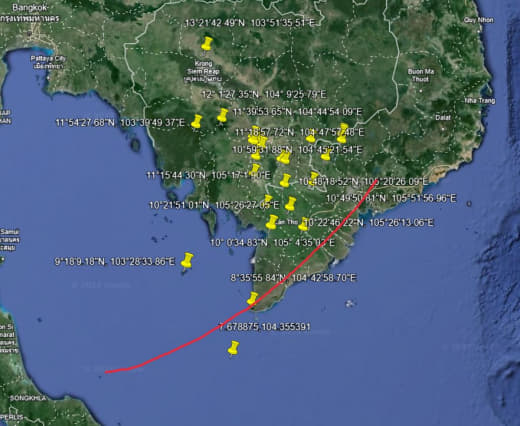 Bangkok
กรุงเทพมหานคร
13°21'42 49"N 103°51'35 51·E
Quy Nhon
Pattaya City
Krong
Siem Reap
Buon Ma
Thuot
12°-1'27 35"N 104° 9'25 79·E
Nha Trang
11°39'53 65"N 104°44'54 09"E
Dalat
11°54'27·68"N 103°39'49 37"E
11°18'57 72"N 104°47'57 48"E
10°59'31 88"N 104°45'21 54"E
11°15'44 30"N 105°17'1 90"E
10°48'18 52"N 105°20'26 09"E
10°49'50 81"N 105°51'56 96"E
10°21'51 01"N 105°26'27 05"E
10°22'46 22"N 105°26'13 06"E
10° 0'34 83"N 105° 4'35 03"E
9°18'9·18"N 103°28'33 86"E
8°35'55 84"N 104°42'58·70"E
7 678875 104 355391
SONGKHLA
PERLIS